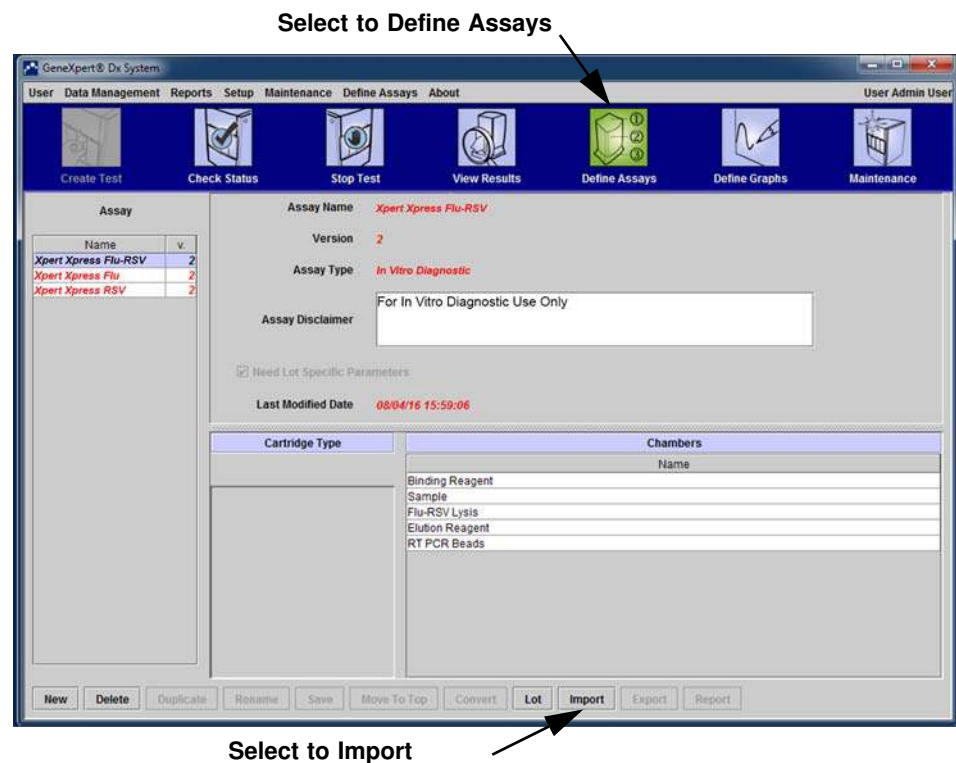 Select to Define Assays
GeneXpert® Dx System
User Data Management Reports Setup Maintenance Define Assays About User Admin User
Create Test Check Status Stop Test View Results Define Assays Define Graphs Maintenance
Assay
Name v.
Xpert Xpress Flu-RSV 2
Xpert Xpress Flu 2
Xpert Xpress RSV 2
Assay Name Xpert Xpress Flu-RSV
Version 2
Assay Type In Vitro Diagnostic
Assay Disclaimer For In Vitro Diagnostic Use Only
Need Lot Specific Parameters
Last Modified Date 08/04/16 15:59:06
Cartridge Type Chambers
Name
Binding Reagent
Sample
Flu-RSV Lysis
Elution Reagent
RT PCR Beads
New Delete Duplicate Rename Save Move To Top Convert Lot Import Export Report
Select to Import